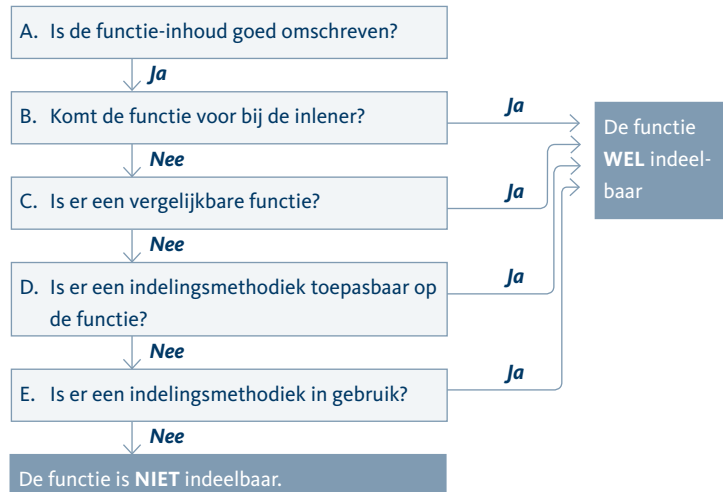 A. Is de functie-inhoud goed omschreven?
Ja
B. Komt de functie voor bij de inlener?
Ja
De functie
WEL indeel-
baar
Nee
C. Is er een vergelijkbare functie?
Ja
Nee
D. Is er een indelingsmethodiek toepasbaar op
de functie?
Ja
Nee
E. Is er een indelingsmethodiek in gebruik?
Ja
Nee
De functie is NIET indeelbaar.